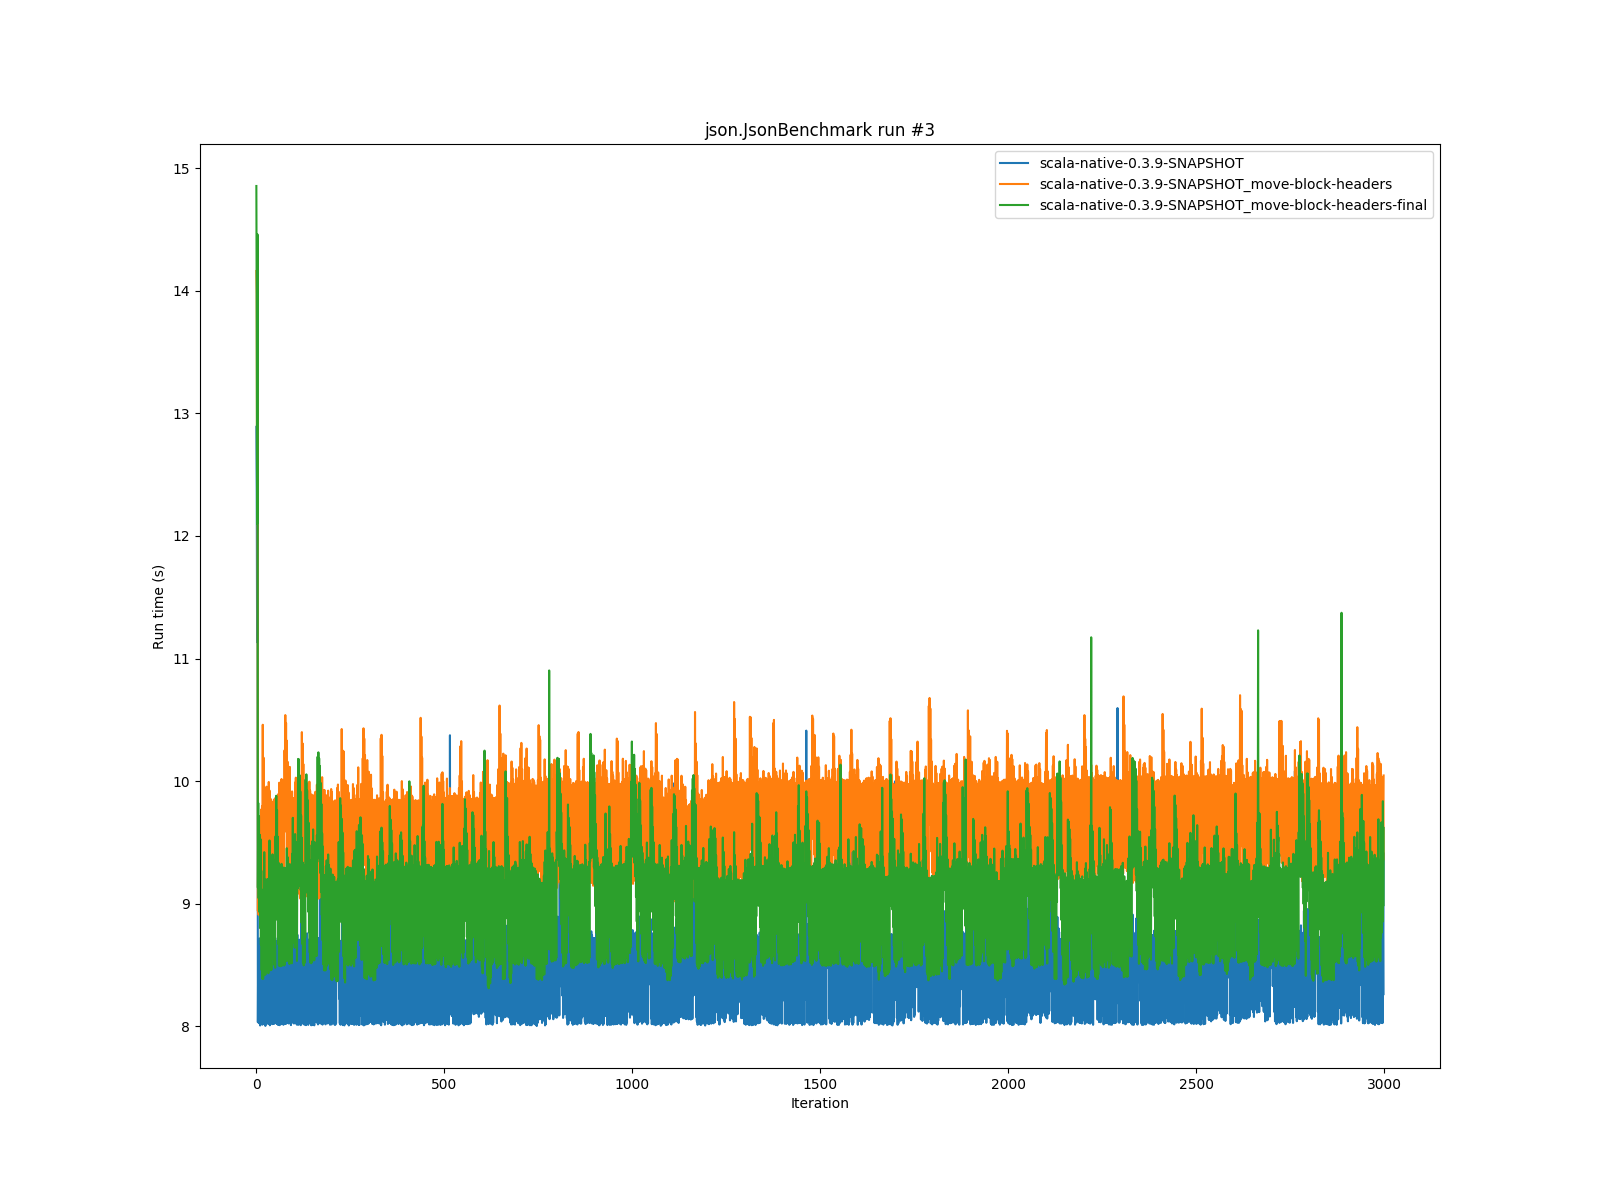 json.JsonBenchmark run #3
scala-native-0.3.9-SNAPSHOT
scala-native-0.3.9-SNAPSHOT_move-block-headers
scala-native-0.3.9-SNAPSHOT_move-block-headers-final
15
14
13
12
11
10
9
8
Run time (s)
0
500
1000
1500
2000
2500
3000
Iteration